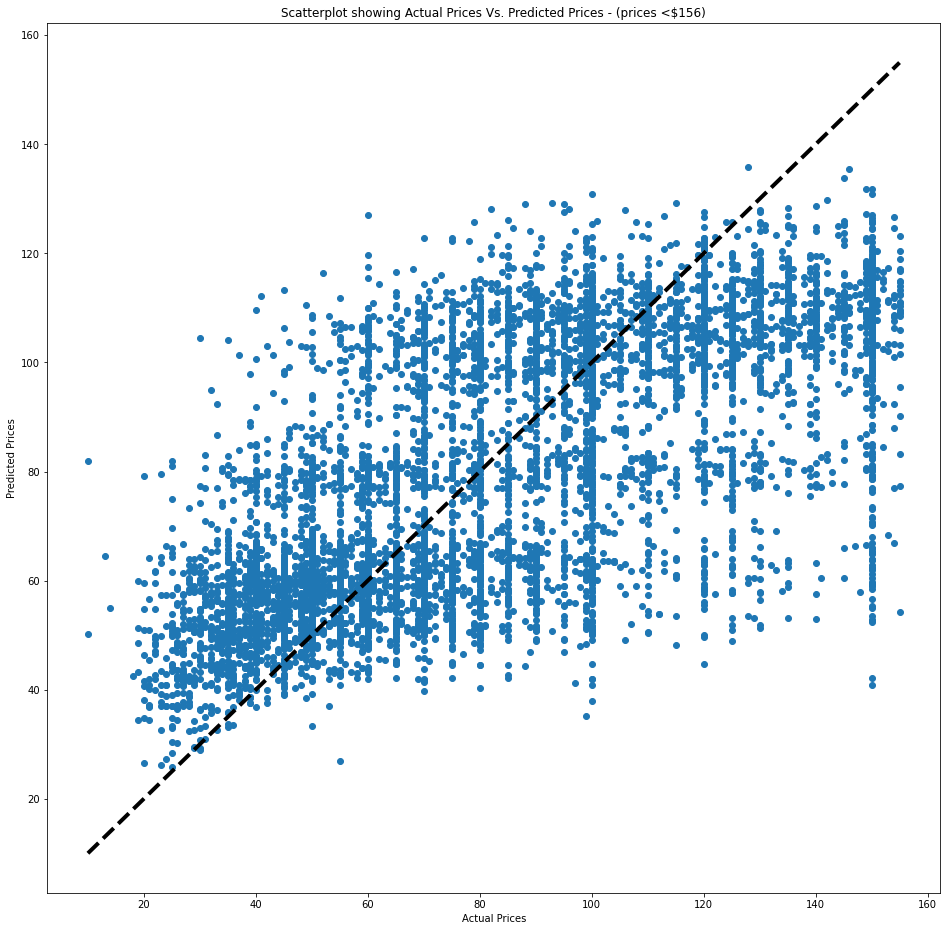 Scatterplot showing Actual Prices Vs. Predicted Prices - (prices <$156)
160
140
120
100
80
60
40
20
Predicted Prices
20 40 60 80 100 120 140 160
Actual Prices